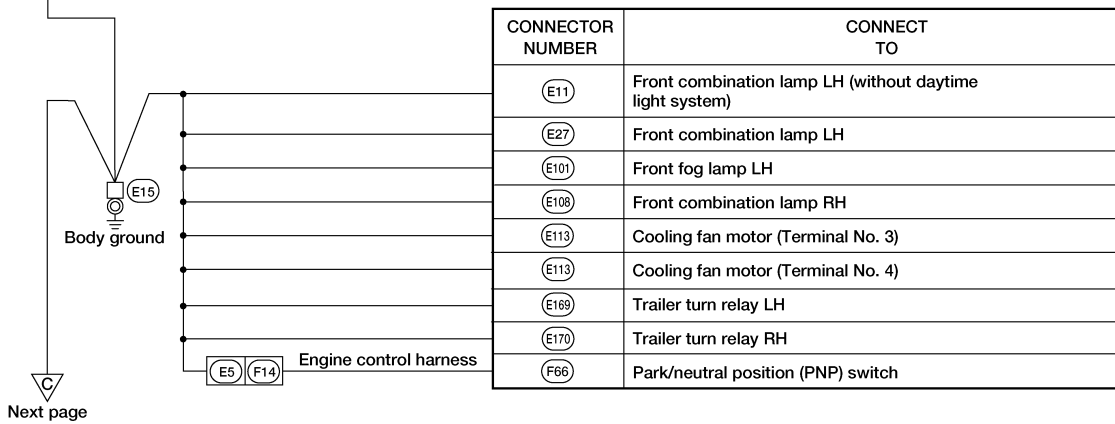 CONNECTOR NUMBER CONNECT TO
E11 Front combination lamp LH (without daytime
light system)
E27 Front combination lamp LH
E101 Front fog lamp LH
E15
E108 Front combination lamp RH
Body ground
E113 Cooling fan motor (Terminal No. 3)
E113 Cooling fan motor (Terminal No. 4)
E169 Trailer turn relay LH
E170 Trailer turn relay RH
E5 F14 Engine control harness F66 Park/neutral position (PNP) switch
C
Next page